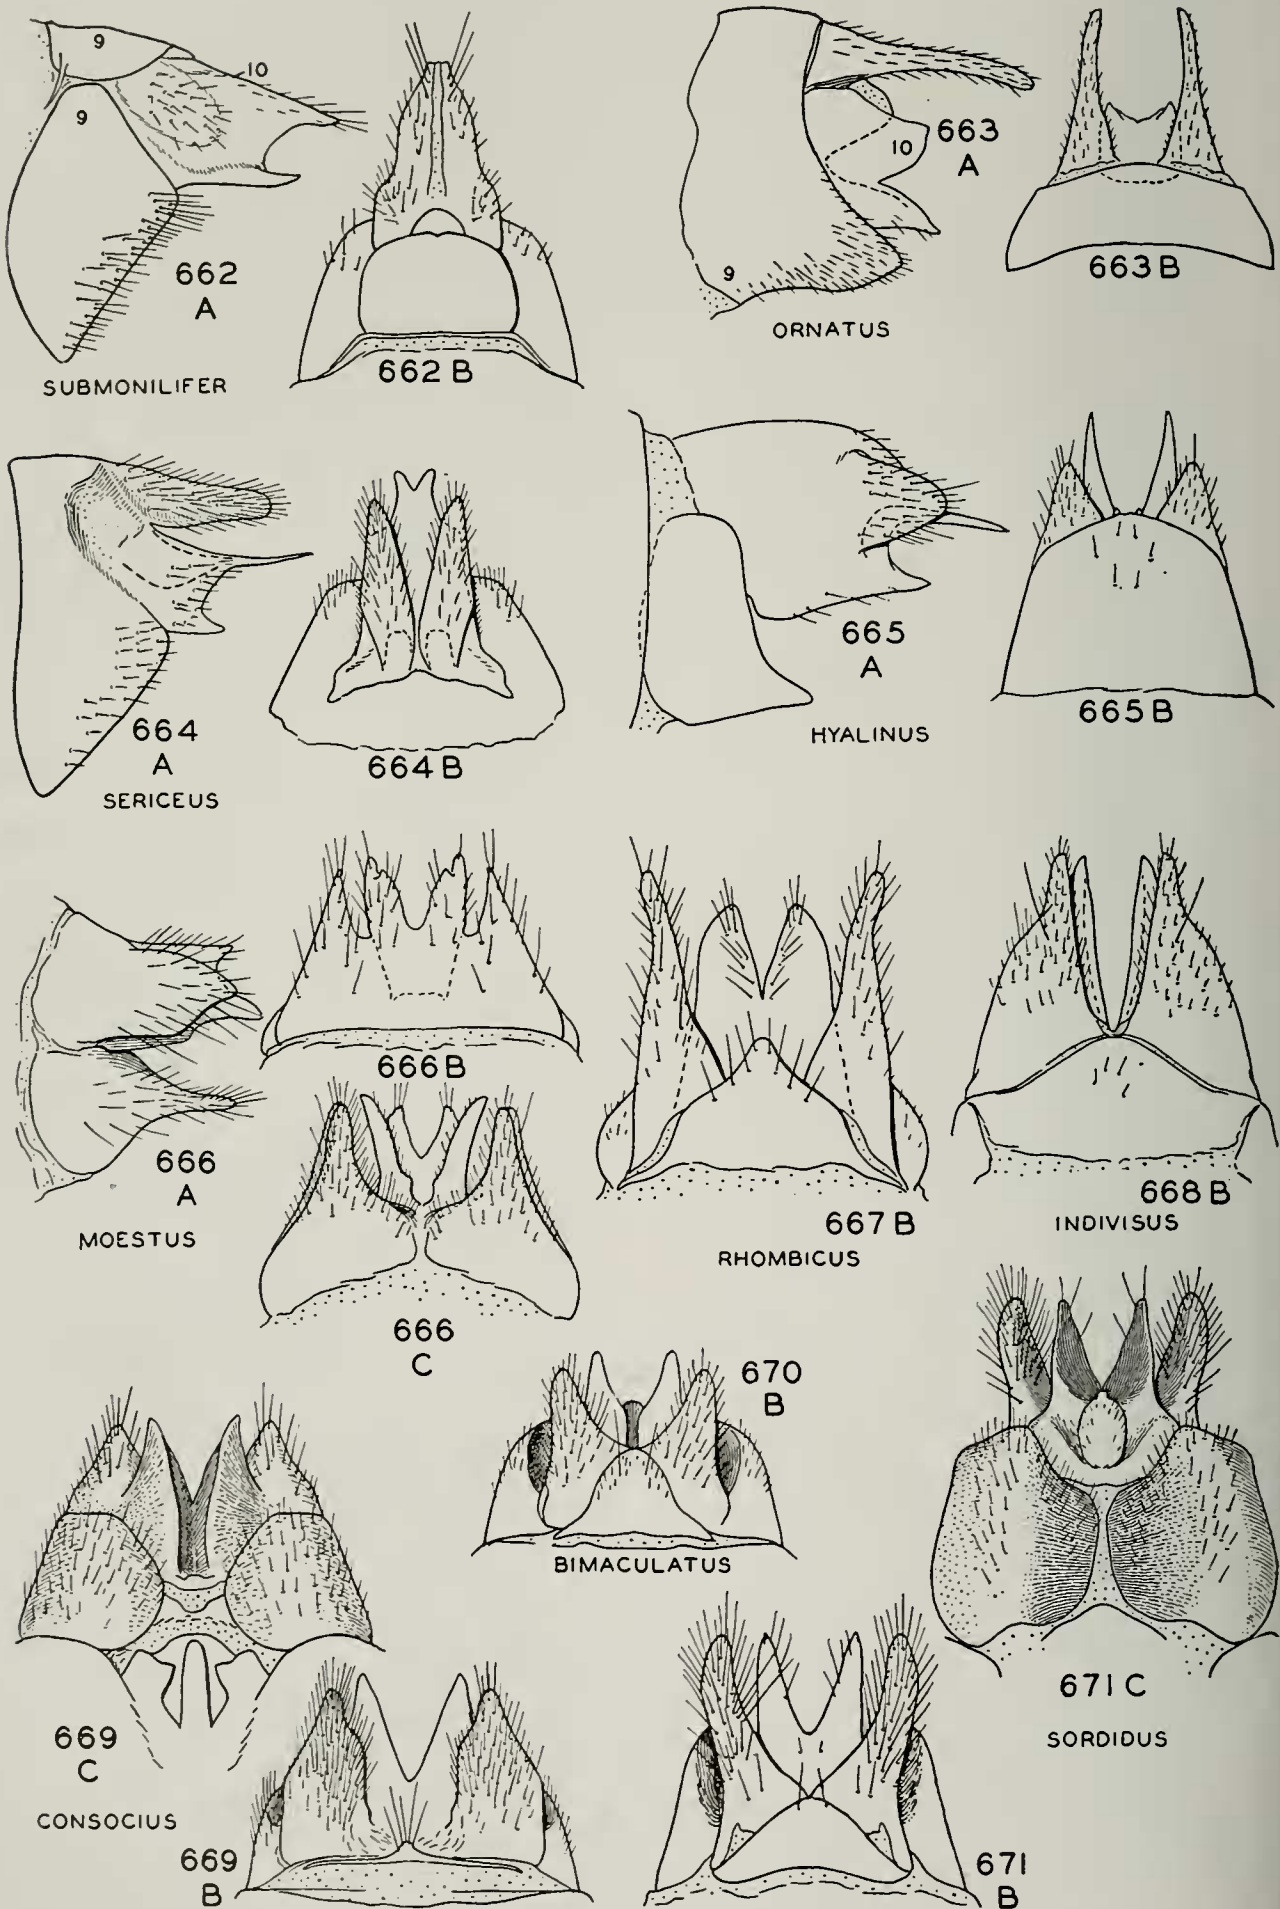 9
10
9
662
A
SUBMONILIFER
662 B
10
663
A
9
ORNATUS
663 B
664
A
SERICEUS
664 B
665
A
HYALINUS
665 B
666
A
MOESTUS
666 B
666
C
667 B
RHOMBICUS
668 B
INDIVISUS
669
C
CONSOCIUS
669
B
670
B
BIMACULATUS
671
B
671 C
SORDIDUS